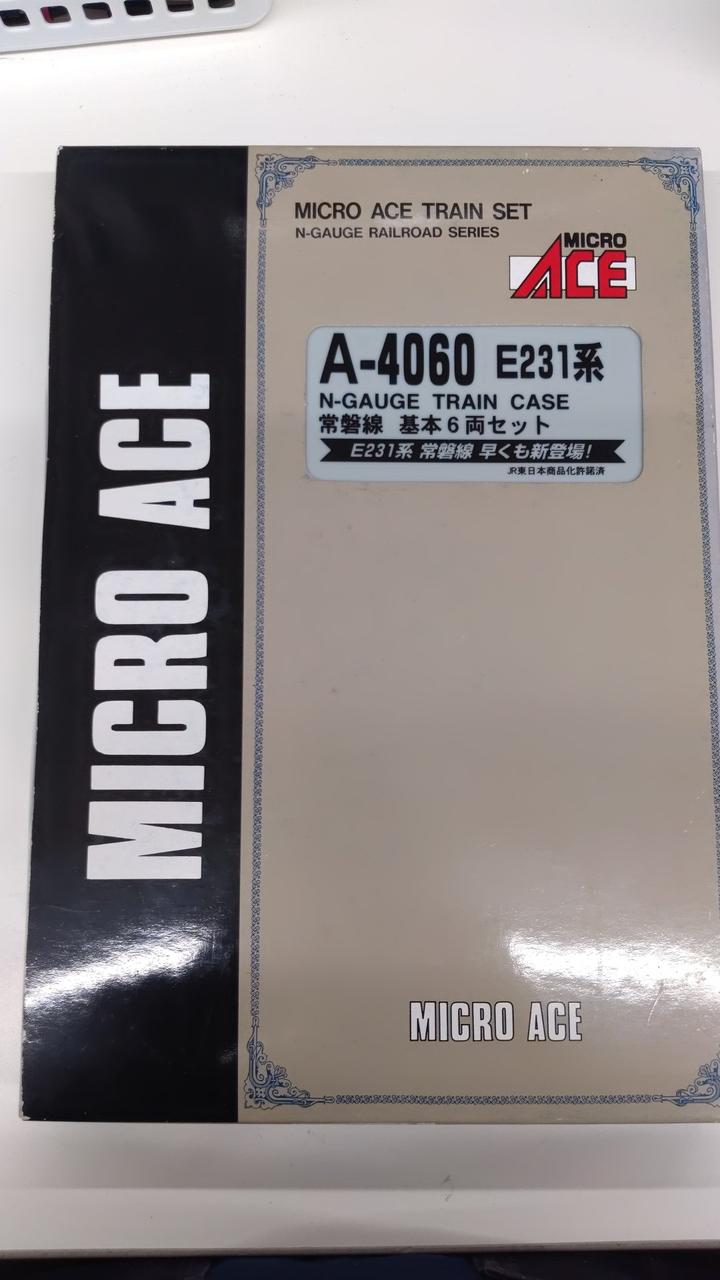 MICRO ACE
MICRO ACE TRAIN SET
N-GAUGE RAILROAD SERIES
MICRO
ACE
A-4060 E231系
N-GAUGE TRAIN CASE
常磐線 基本6両セット
E231系 常磐線 早くも新登場!
JR東日本商品化許諾済
MICRO ACE